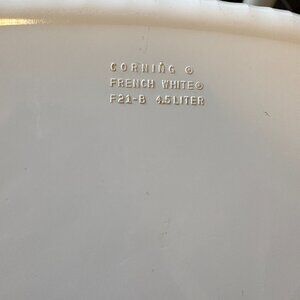 CORNING ©
FRENCH WHITE®
F21-B 4.5LITER